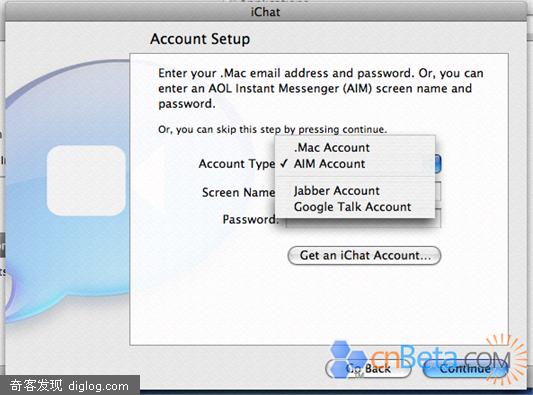 iChat
Account Setup
Enter your .Mac email address and password. Or, you can
enter an AOL Instant Messenger (AIM) screen name and
password.
Or, you can skip this step by pressing continue.
.Mac Account
Account Type
✓ AIM Account
Jabber Account
Screen Name
Google Talk Account
Password
Get an iChat Account...
cnBeta.COM
TM
Go Back
Continue
奇客发现 diglog.com